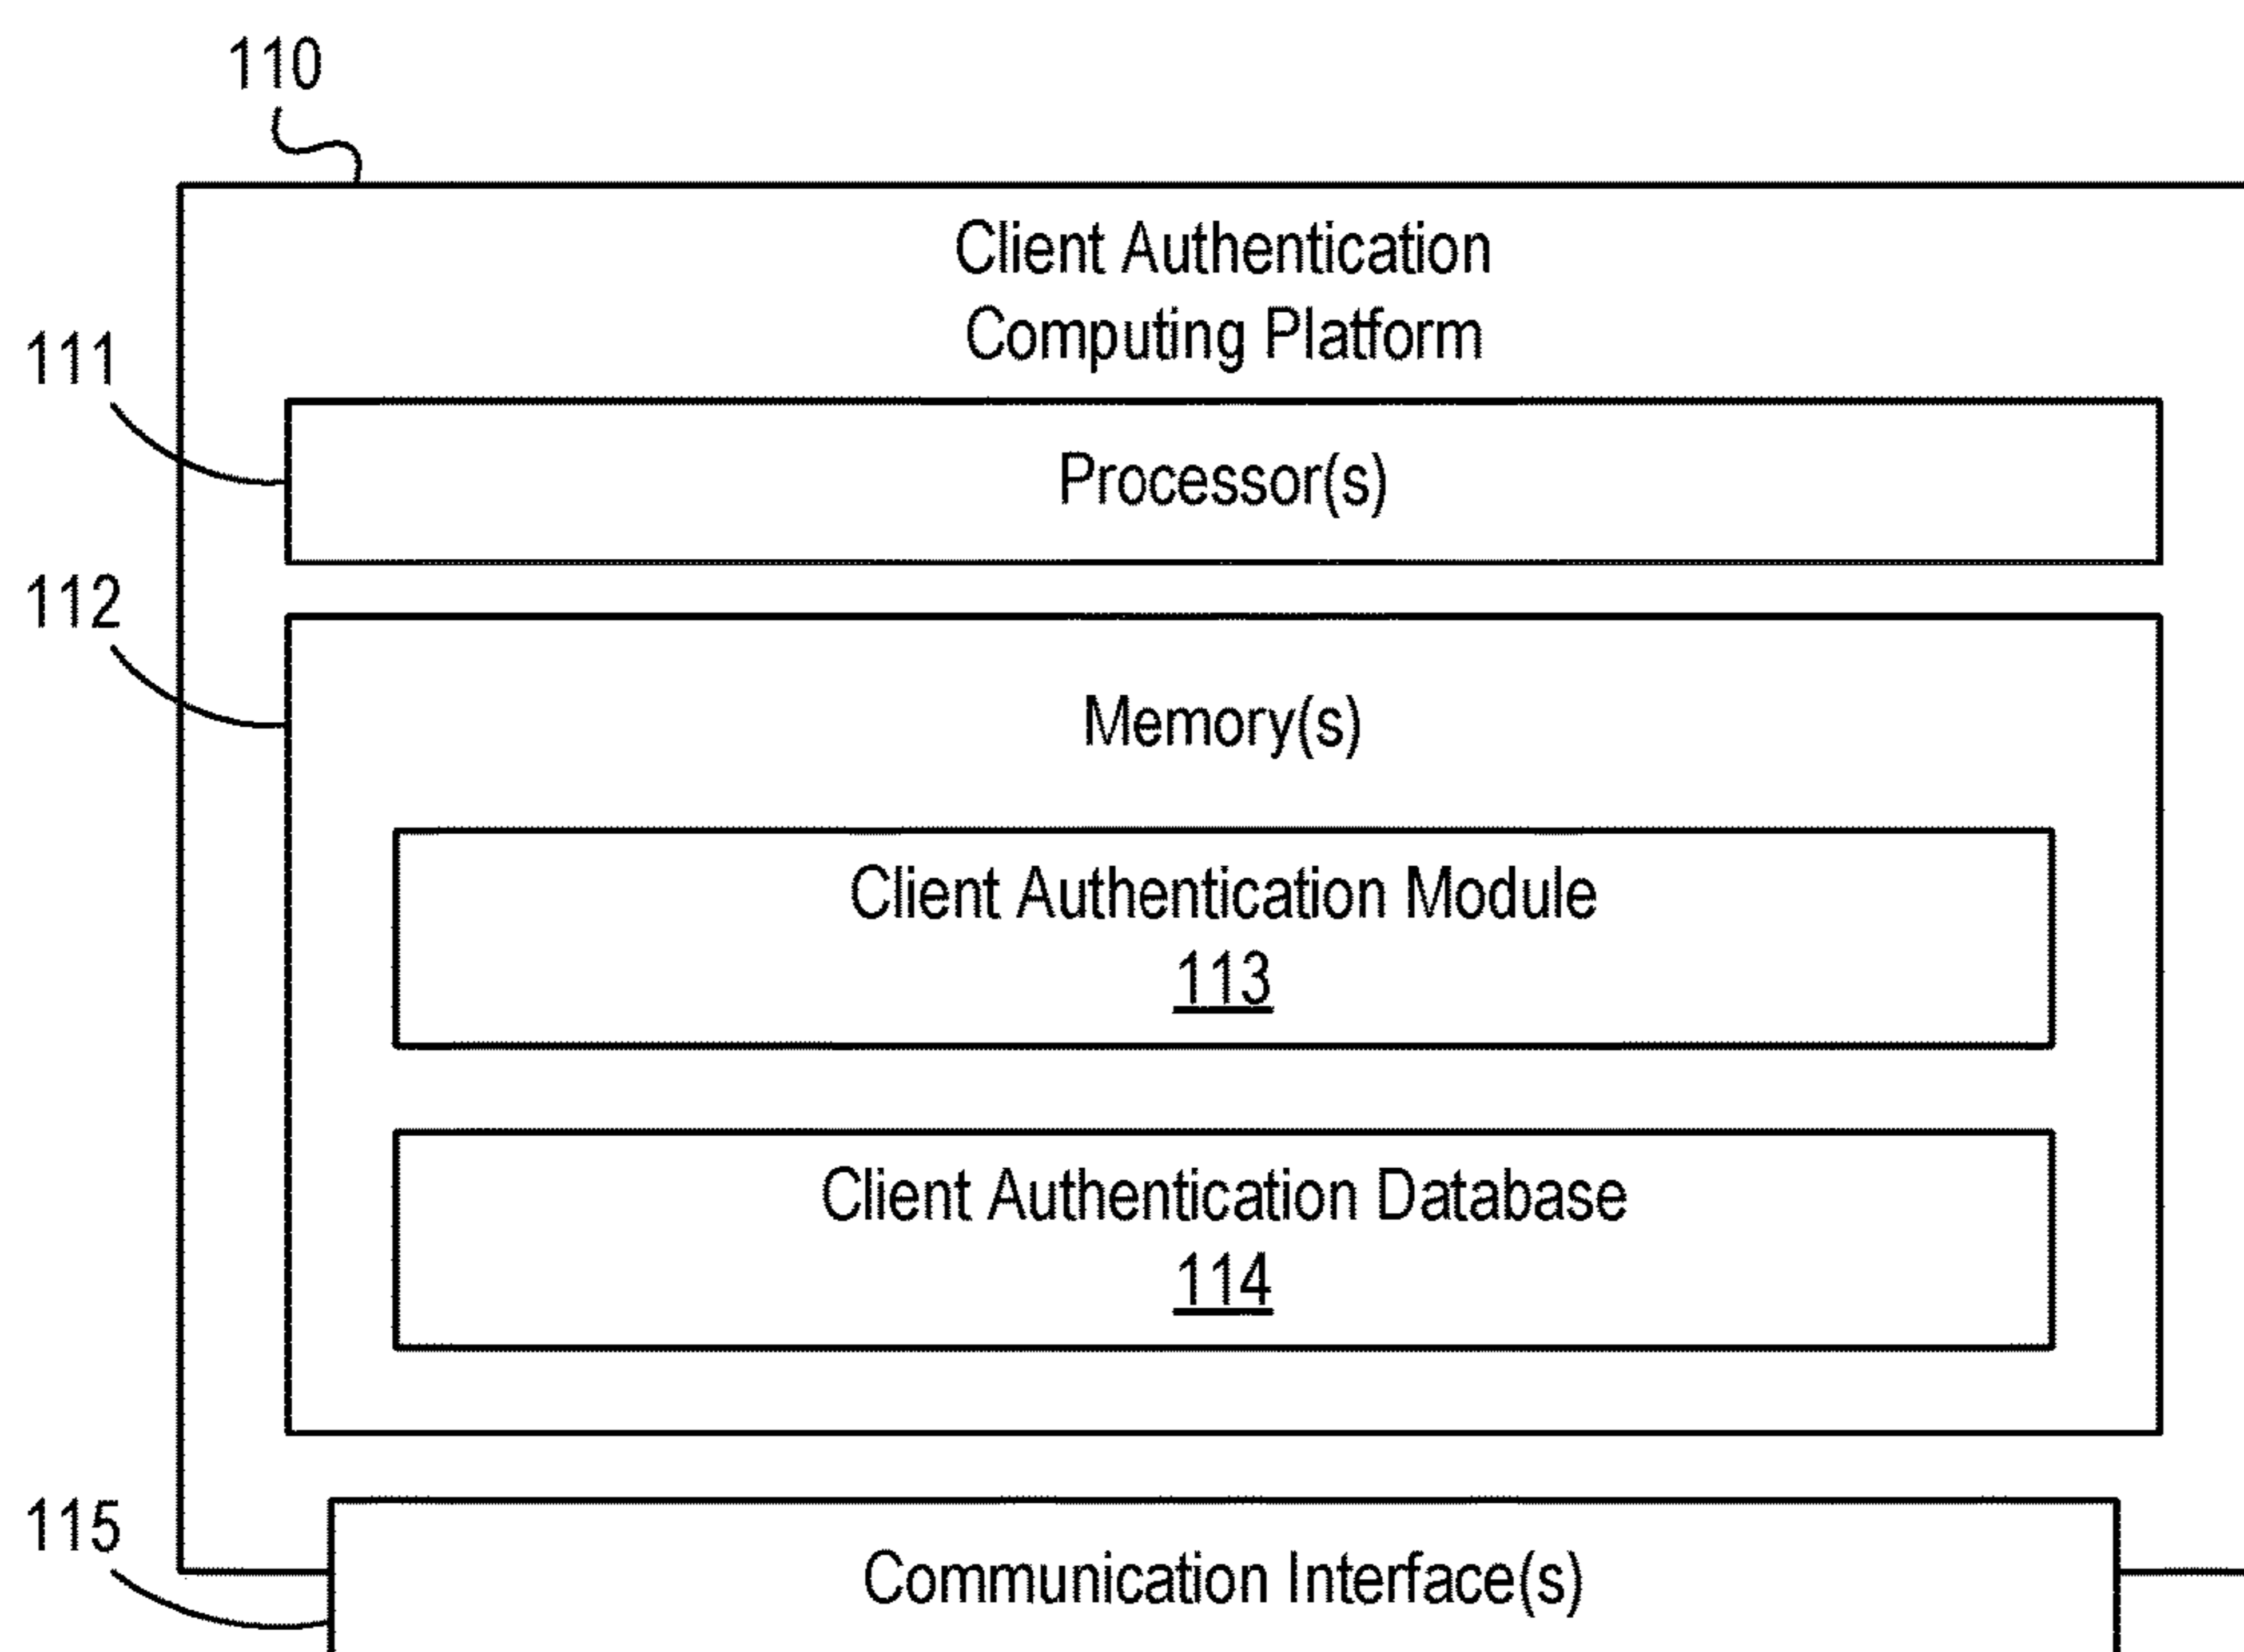 110
Client Authentication
Computing Platform
111
Processor(s)
112
Memory(s)
Client Authentication Module
113
Client Authentication Database
114
115
Communication Interface(s)